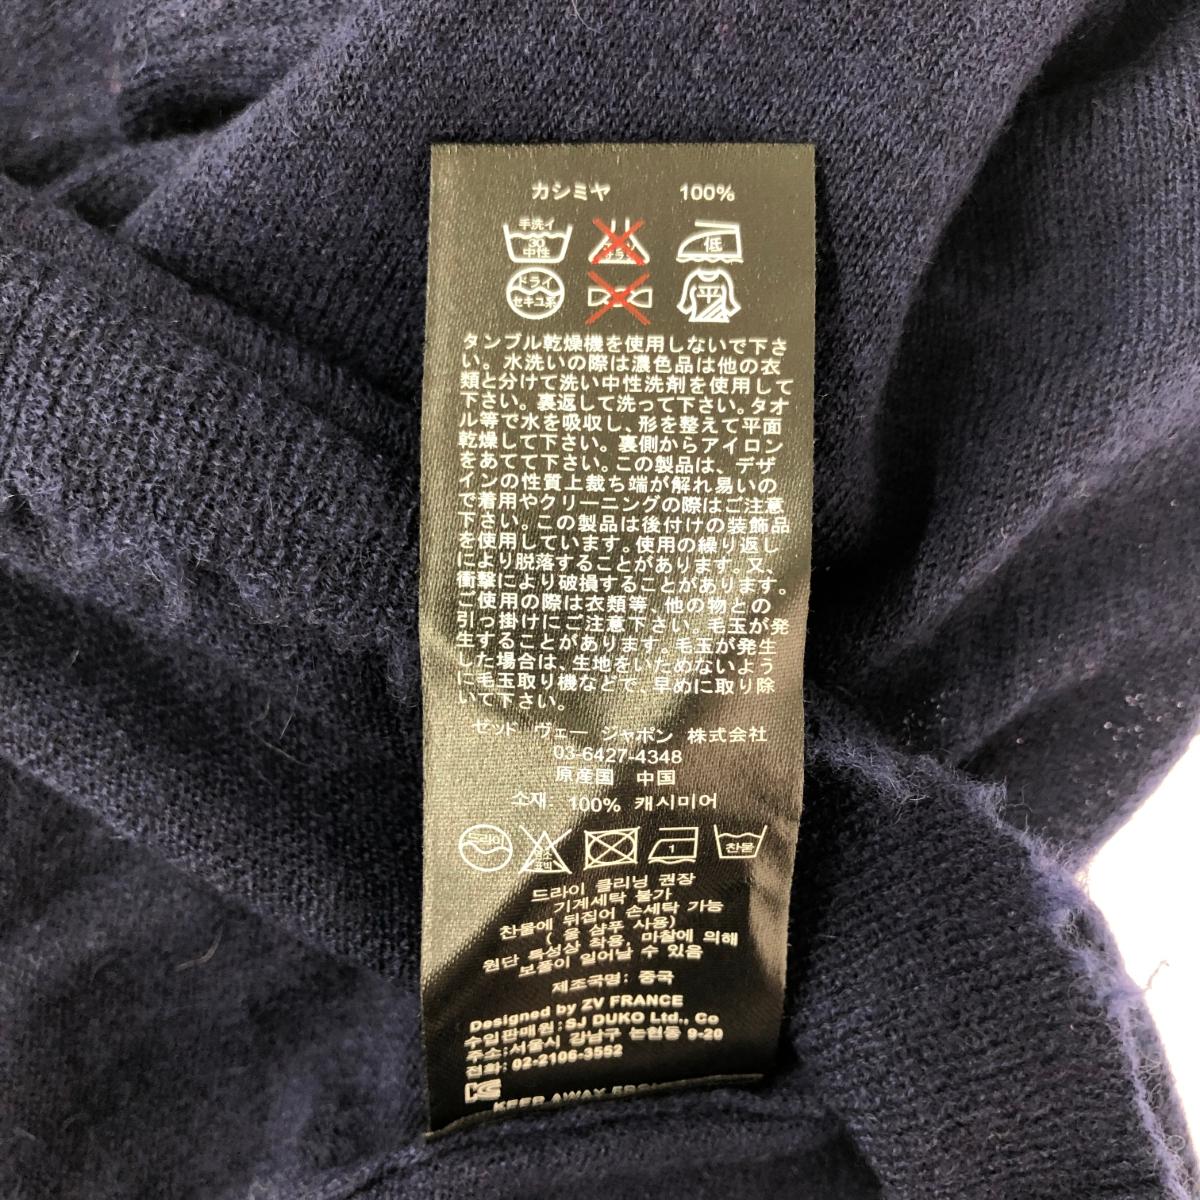 カシミヤ 100%
手洗イ
30
中性
低
ドライ
セキユ系
平
タンブル乾燥機を使用しないで下さ
い。水洗いの際は濃色品は他の衣
類と分けて洗い中性洗剤を使用して
下さい。裏返して洗って下さい。タオ
ル等で水を吸収し、形を整えて平面
乾燥して下さい。裏側からアイロン
をあてて下さい。この製品は、デザ
インの性質上裁ち端が解れ易いの
で着用やクリーニングの際はご注意
下さい。この製品は後付けの装飾品
を使用しています。使用の繰り返し
により脱落することがあります。又、
衝撃により破損することがあります。
ご使用の際は衣類等、他の物との
引っ掛けにご注意下さい。毛玉が発
生することがあります。毛玉が発生
した場合は、生地をいためないよう
に毛玉取り機などで、早めに取り除
いて下さい。
ゼッド ヴェー ジャポン 株式会社
03-6427-4348
原産国 中国
소재: 100% 캐시미어
드라이
염소
표백
1
찬물
드라이 클리닝 권장
기계세탁 불가
찬물에 뒤집어 손세탁 가능
( 울 샴푸 사용)
원단 특성상 착용, 마찰에 의해
보풀이 일어날 수 있음
제조국명: 중국
Designed by ZV FRANCE
수입판매원: SJ DUKO Ltd., Co
주소:서울시 강남구 논현동 9-20
전화: 02-2106-3552
KEEP AWAY FROM